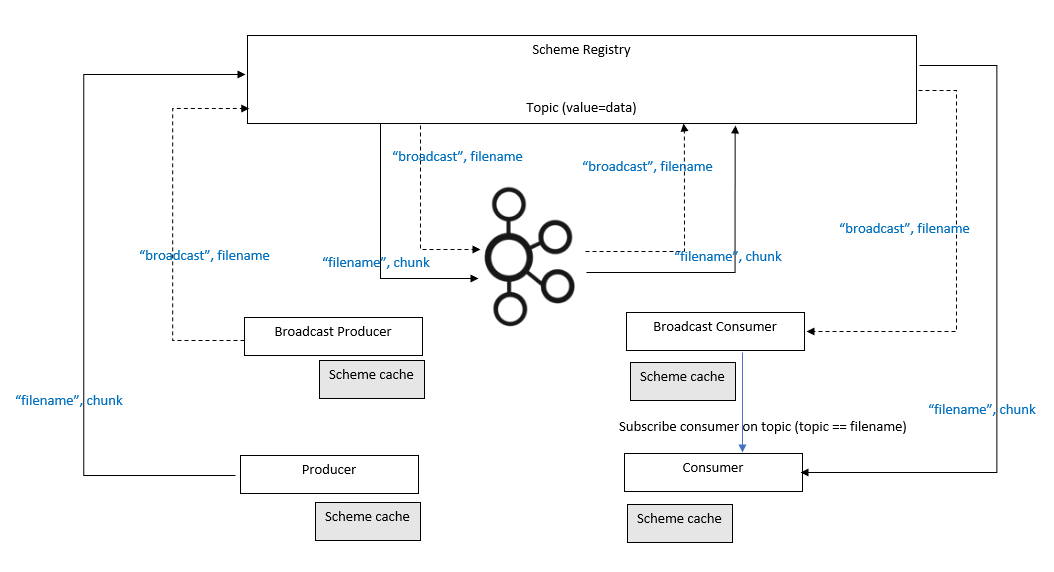 Scheme Registry
Topic (value=data)
“broadcast”, filename
“broadcast”, filename
“broadcast”, filename
“broadcast”, filename
“filename”, chunk
“filename”, chunk
Broadcast Producer
Scheme cache
Broadcast Consumer
Scheme cache
“filename”, chunk
“filename”, chunk
Subscribe consumer on topic (topic == filename)
Producer
Scheme cache
Consumer
Scheme cache